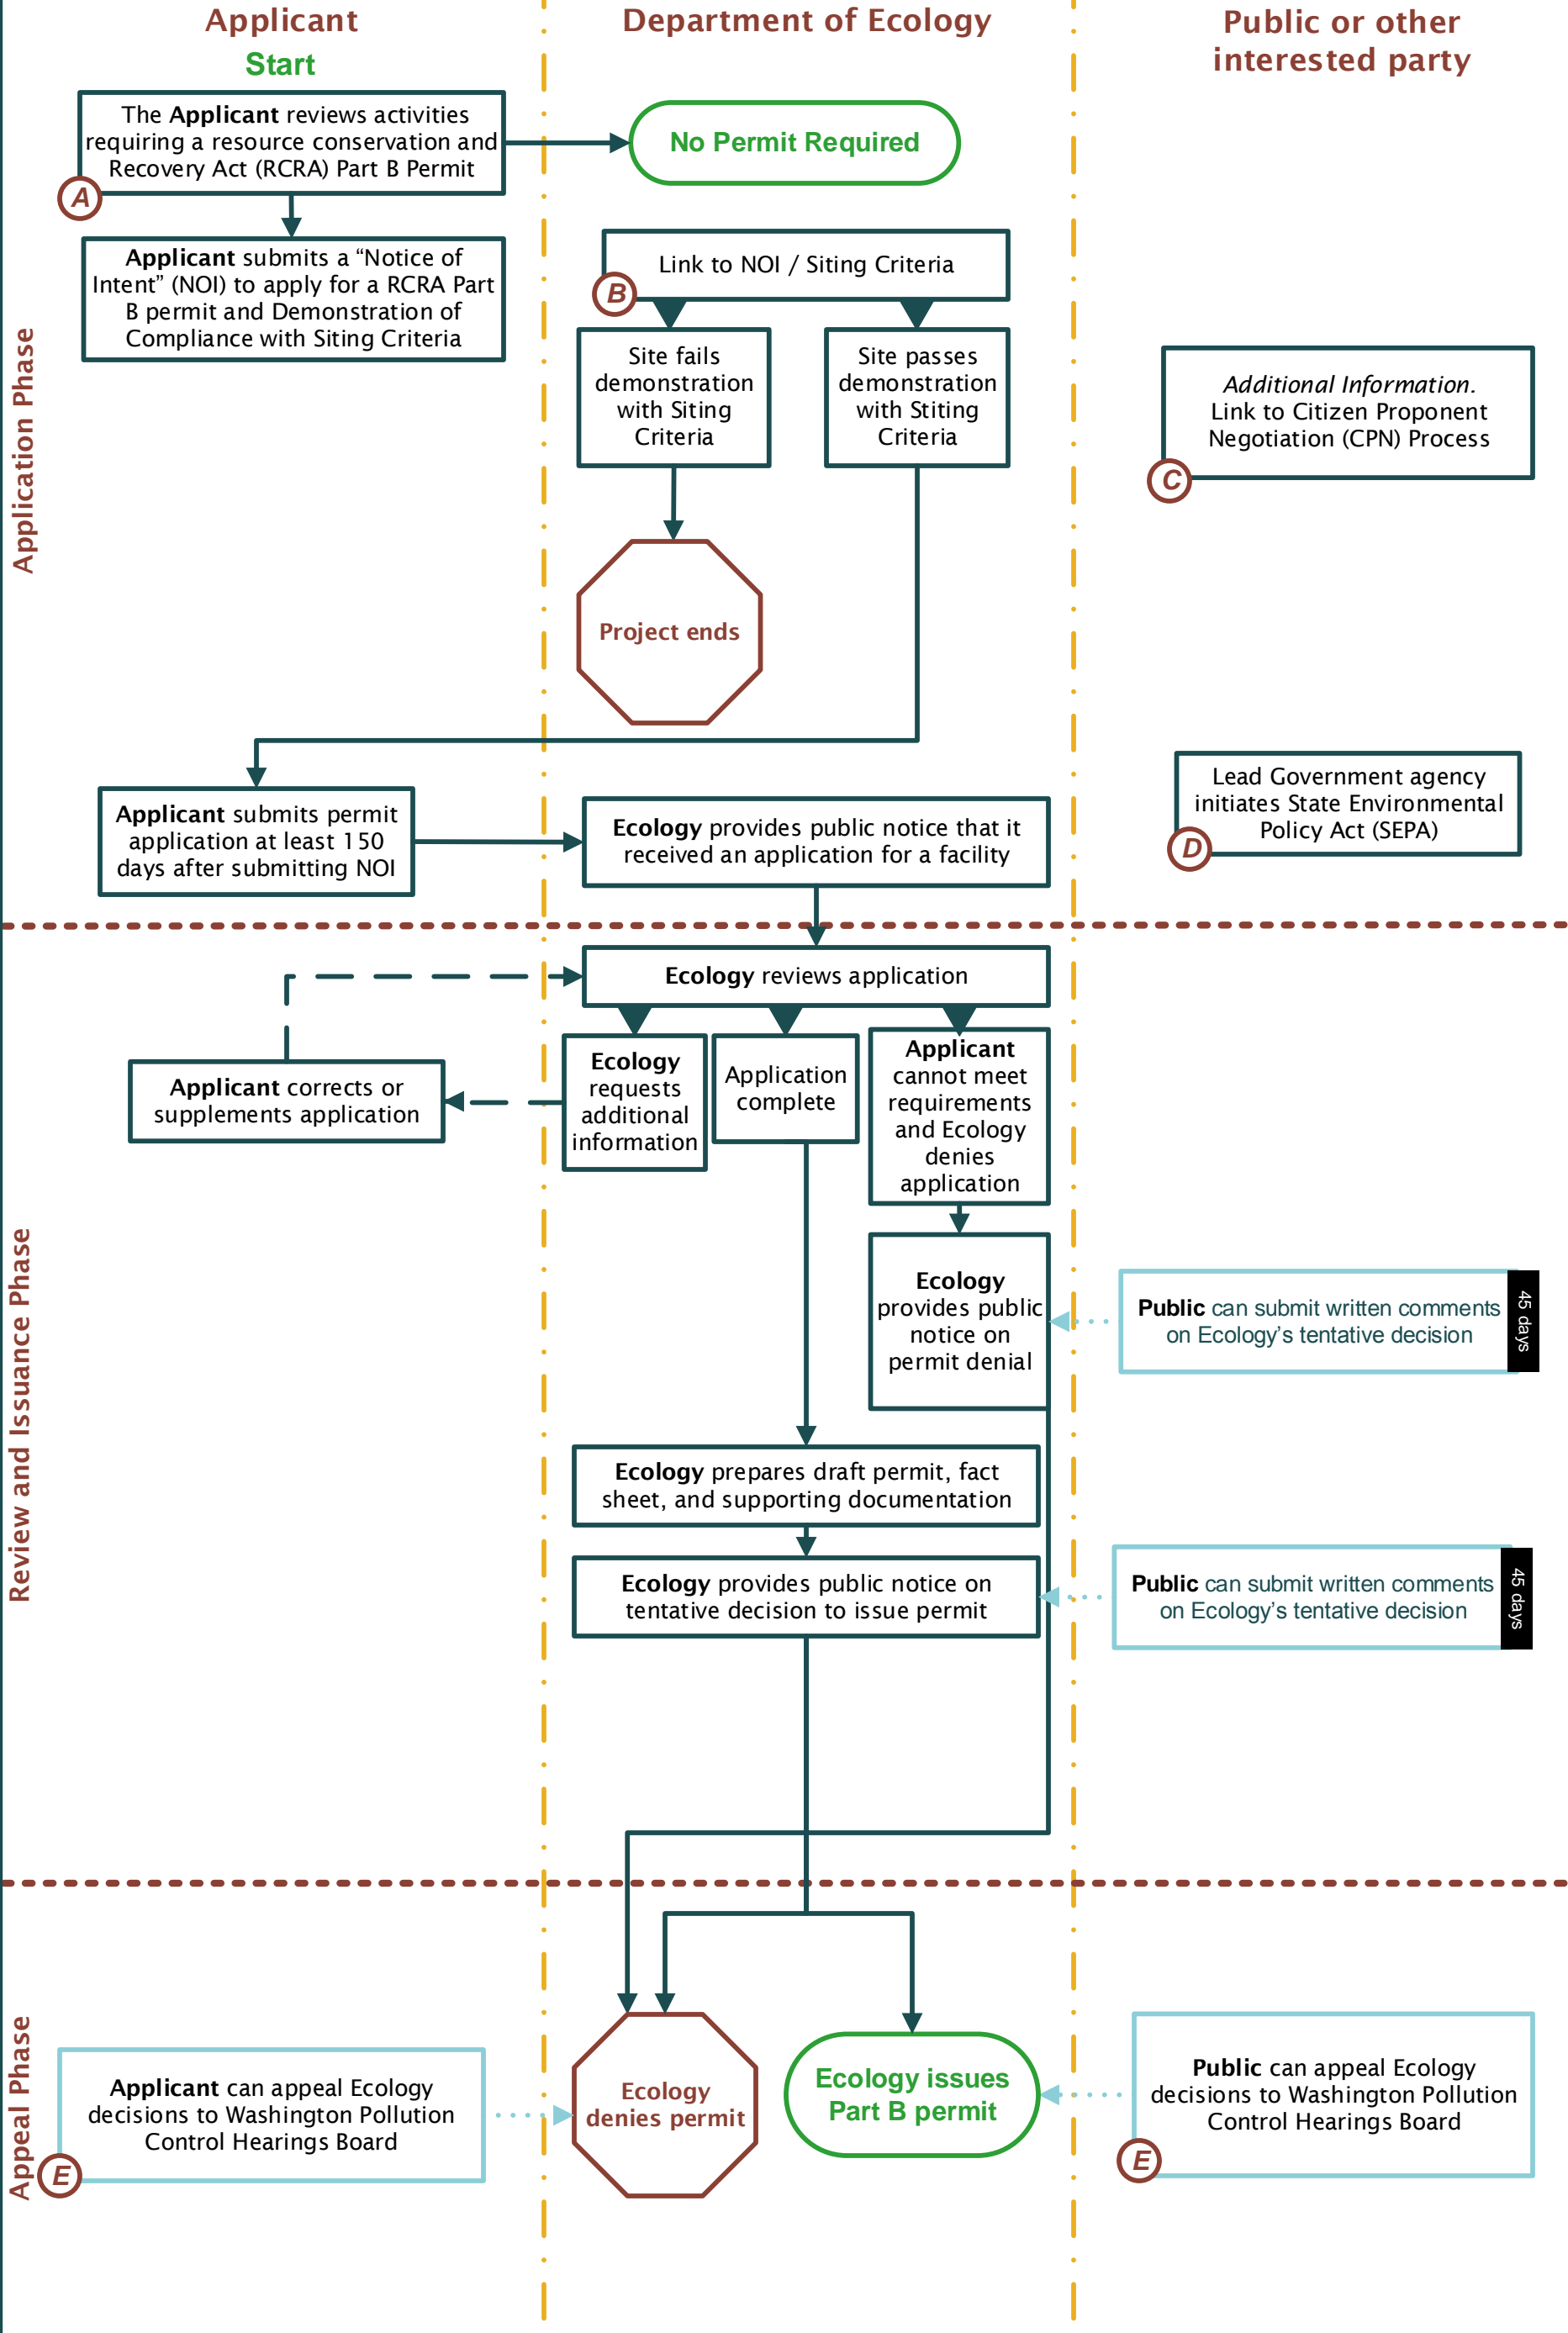 Applicant
Department of Ecology
Public or other
interested party
Start
The Applicant reviews activities
requiring a resource conservation and
Recovery Act (RCRA) Part B Permit
A
No Permit Required
Applicant submits a “Notice of
Intent” (NOI) to apply for a RCRA Part
B permit and Demonstration of
Compliance with Siting Criteria
Link to NOI / Siting Criteria
B
Site fails
demonstration
with Siting
Criteria
Site passes
demonstration
with Stiting
Criteria
Additional Information.
Link to Citizen Proponent
Negotiation (CPN) Process
C
Application Phase
Project ends
Applicant submits permit
application at least 150
days after submitting NOI
Ecology provides public notice that it
received an application for a facility
Lead Government agency
initiates State Environmental
Policy Act (SEPA)
D
Ecology reviews application
Applicant corrects or
supplements application
Ecology
requests
additional
information
Application
complete
Applicant
cannot meet
requirements
and Ecology
denies
application
Ecology
provides public
notice on
permit denial
Public can submit written comments
on Ecology’s tentative decision
45 days
Review and Issuance Phase
Ecology prepares draft permit, fact
sheet, and supporting documentation
Ecology provides public notice on
tentative decision to issue permit
Public can submit written comments
on Ecology’s tentative decision
45 days
Appeal Phase
Applicant can appeal Ecology
decisions to Washington Pollution
Control Hearings Board
E
Ecology
denies permit
Ecology issues
Part B permit
Public can appeal Ecology
decisions to Washington Pollution
Control Hearings Board
E